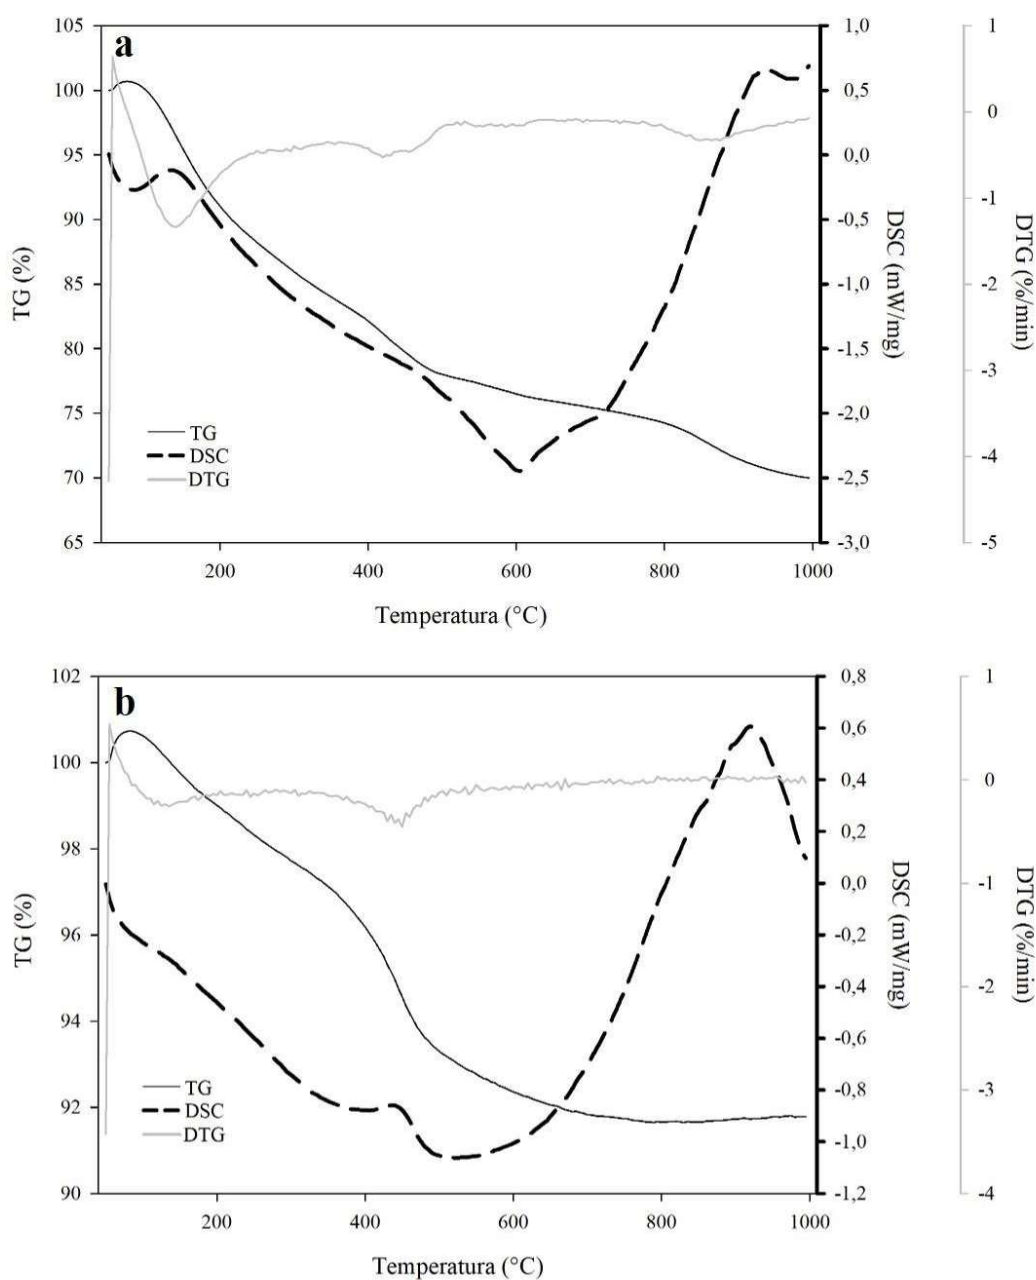 a
105
100
95
90
85
80
75
70
65
TG (%)
1,0
0,5
0,0
-0,5
-1,0
-1,5
-2,0
-2,5
-3,0
DSC (mW/mg)
1
0
-1
-2
-3
-4
-5
DTG (%/min)
TG
DSC
DTG
200 400 600 800 1000
Temperatura (°C)
b
102
100
98
96
94
92
90
TG (%)
0,8
0,6
0,4
0,2
0,0
-0,2
-0,4
-0,6
-0,8
-1,0
-1,2
DSC (mW/mg)
1
0
-1
-2
-3
-4
DTG (%/min)
TG
DSC
DTG
200 400 600 800 1000
Temperatura (°C)